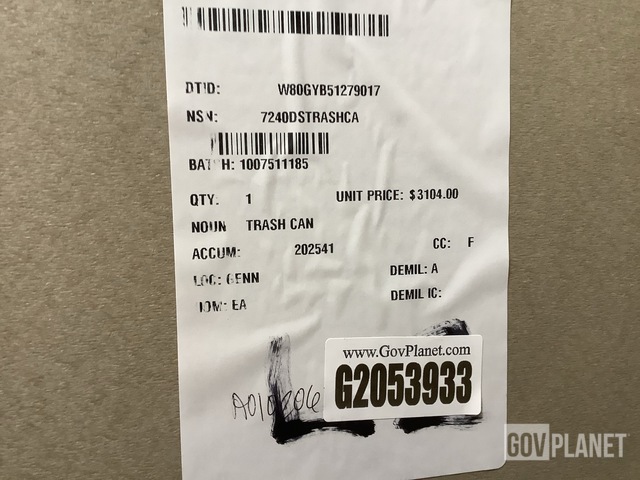 DTID: W80GYB51279017
NSN: 7240DSTRASHCA
BATCH: 1007511185
QTY: 1 UNIT PRICE: $3104.00
NOUN TRASH CAN
ACCUM: 202541 CC: F
LOC: GENN DEMIL: A
UOM: EA DEMIL IC:
www.GovPlanet.com
G2053933
GOVPLANET